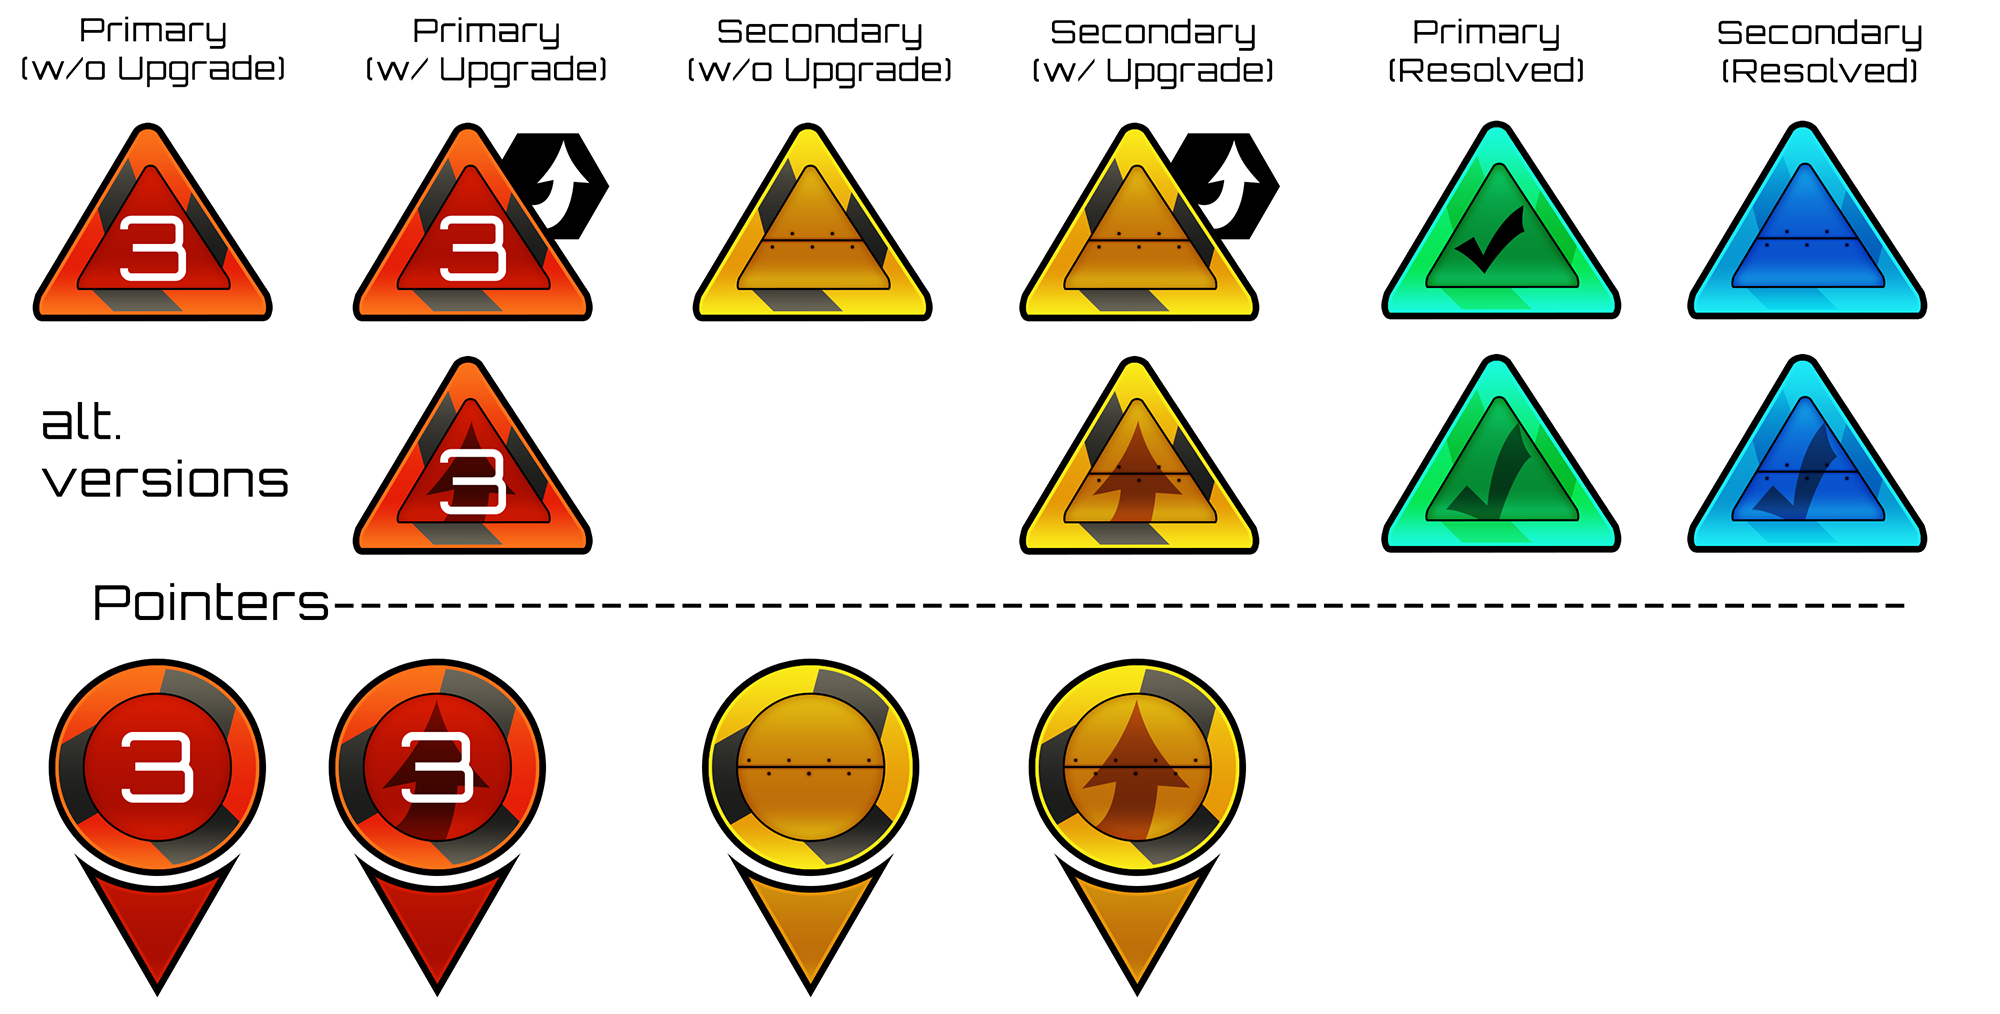 Primary
(w/o Upgrade)
Primary
(w/ Upgrade)
Secondary
(w/o Upgrade)
Secondary
(w/ Upgrade)
Primary
(Resolved)
Secondary
(Resolved)
3
3
alt.
versions
3
Pointers
3
3